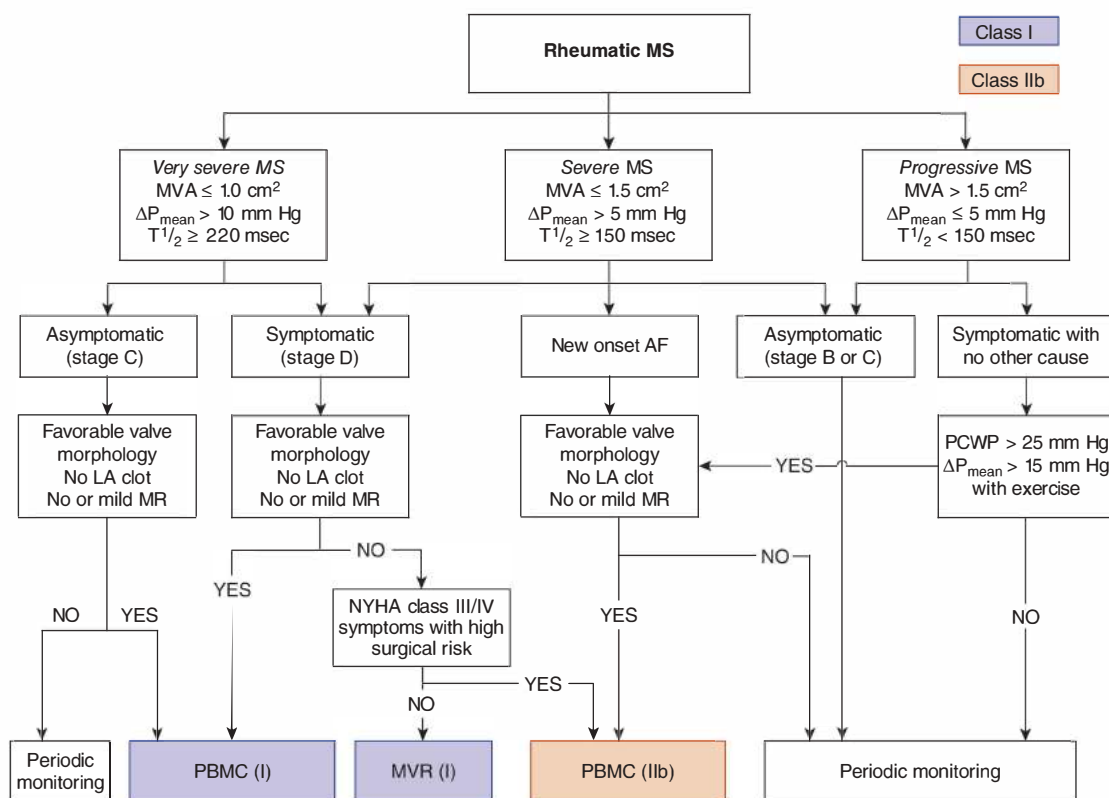 Rheumatic MS
Class I
Class IIb
Very severe MS
MVA ≤ 1.0 cm²
ΔPmean > 10 mm Hg
T1/2 ≥ 220 msec
Severe MS
MVA ≤ 1.5 cm²
ΔPmean > 5 mm Hg
T1/2 ≥ 150 msec
Progressive MS
MVA > 1.5 cm²
ΔPmean ≤ 5 mm Hg
T1/2 < 150 msec
Asymptomatic
(stage C)
Symptomatic
(stage D)
New onset AF
Asymptomatic
(stage B or C)
Symptomatic with
no other cause
Favorable valve
morphology
No LA clot
No or mild MR
Favorable valve
morphology
No LA clot
No or mild MR
Favorable valve
morphology
No LA clot
No or mild MR
YES
PCWP > 25 mm Hg
ΔPmean > 15 mm Hg
with exercise
NO
YES
YES
NO
NYHA class III/IV
symptoms with high
surgical risk
YES
NO
YES
NO
NO
Periodic
monitoring
PBMC (I)
MVR (I)
PBMC (IIb)
Periodic monitoring